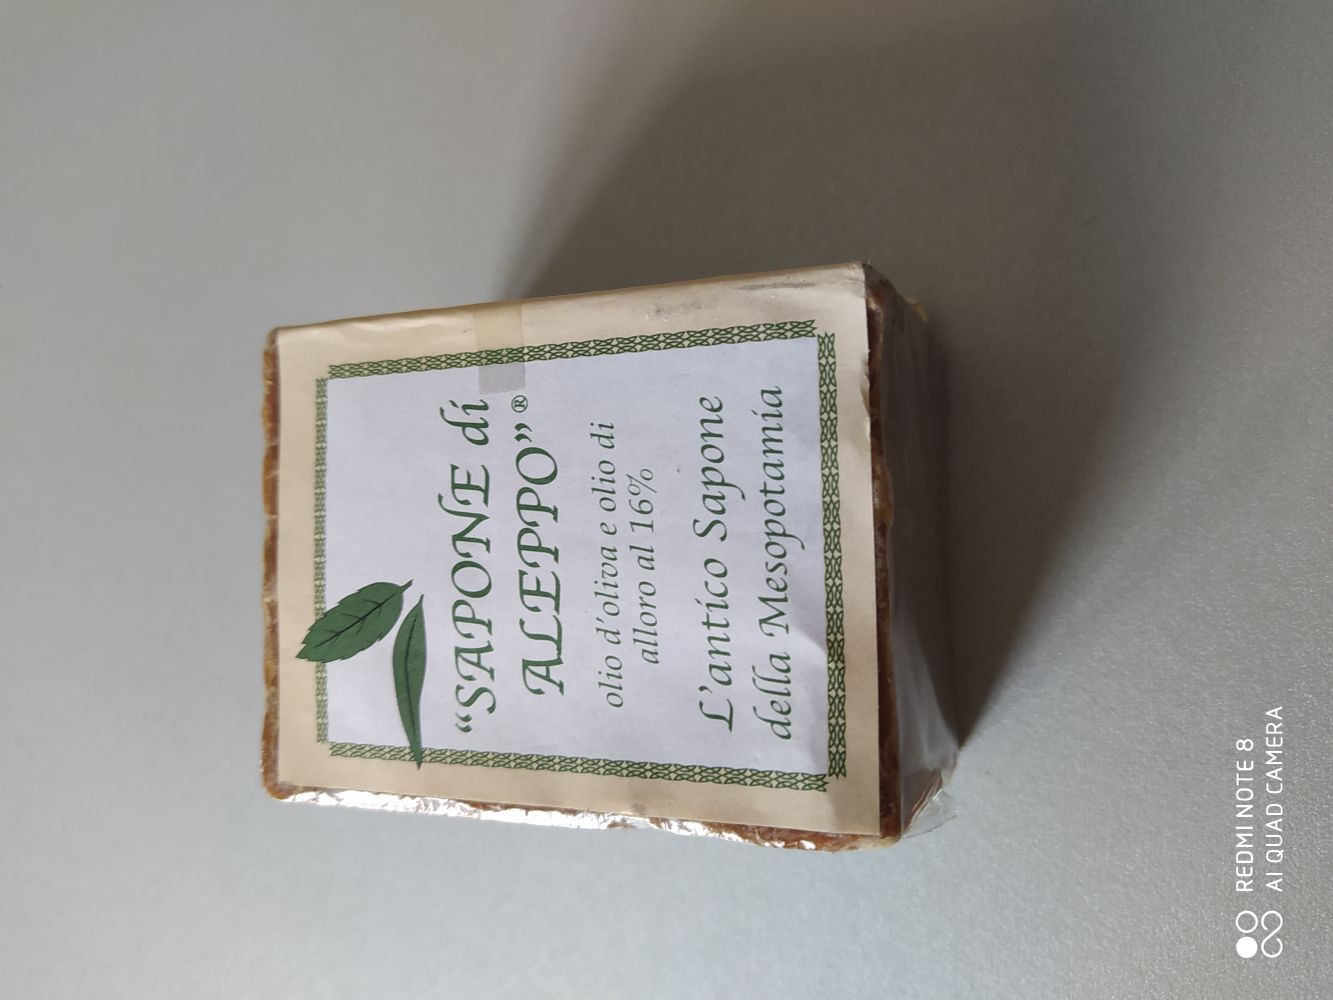 "SAPONE di
ALEPPO"®
olio d'oliva e olio di
alloro al 16%
L'antico Sapone
della Mesopotamia
REDMI NOTE 8
AI QUAD CAMERA